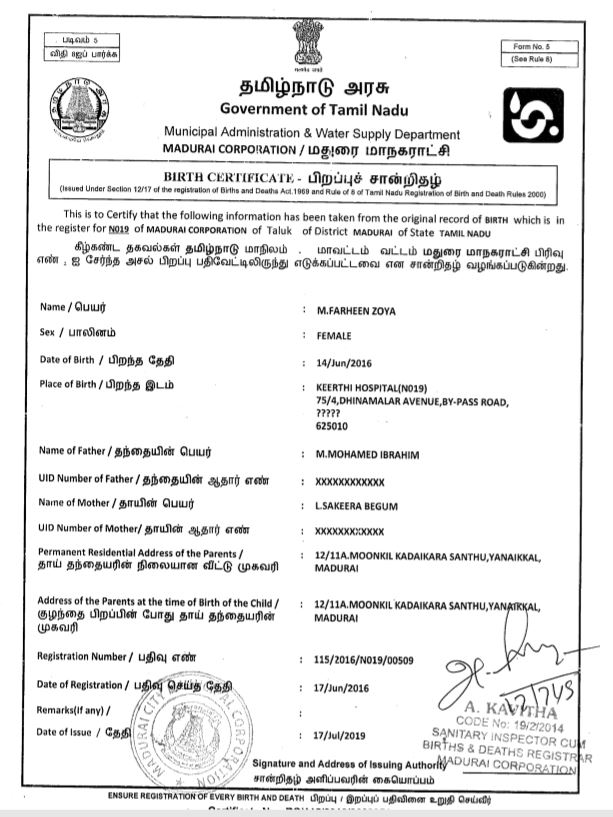 படிவம் 5
விதி 8ஐப் பார்க்க
Form No. 5
(See Rule 8)
தமிழ்நாடு அரசு
Government of Tamil Nadu
Municipal Administration & Water Supply Department
MADURAI CORPORATION / மதுரை மாநகராட்சி
BIRTH CERTIFICATE - பிறப்புச் சான்றிதழ்
(Issued Under Section 12/17 of the registration of Births and Deaths Act,1969 and Rule of 8 of Tamil Nadu Registration of Birth and Death Rules 2000)
This is to Certify that the following information has been taken from the original record of BIRTH which is in
the register for N019 of MADURAI CORPORATION of Taluk of District MADURAI of State TAMIL NADU
கீழ்கண்ட தகவல்கள் தமிழ்நாடு மாநிலம் . மாவட்டம் வட்டம் மதுரை மாநகராட்சி பிரிவு
எண் , ஐ சேர்ந்த அசல் பிறப்பு பதிவேட்டிலிருந்து எடுக்கப்பட்டவை என சான்றிதழ் வழங்கப்படுகின்றது.
Name / பெயர் : M.FARHEEN ZOYA
Sex / பாலினம் : FEMALE
Date of Birth / பிறந்த தேதி : 14/Jun/2016
Place of Birth / பிறந்த இடம் : KEERTHI HOSPITAL(N019)
75/4,DHINAMALAR AVENUE,BY-PASS ROAD,
?????
625010
Name of Father / தந்தையின் பெயர் : M.MOHAMED IBRAHIM
UID Number of Father / தந்தையின் ஆதார் எண் : XXXXXXXXXXXX
Name of Mother / தாயின் பெயர் : L.SAKEERA BEGUM
UID Number of Mother/ தாயின் ஆதார் எண் : XXXXXXXXXXXX
Permanent Residential Address of the Parents / : 12/11A.MOONKIL KADAIKARA SANTHU,YANAIKKAL,
தாய் தந்தையரின் நிலையான வீட்டு முகவரி MADURAI
Address of the Parents at the time of Birth of the Child / : 12/11A.MOONKIL KADAIKARA SANTHU,YANAIKKAL,
குழந்தை பிறப்பின் போது தாய் தந்தையரின் MADURAI
முகவரி
Registration Number / பதிவு எண் : 115/2016/N019/00509
Date of Registration / பதிவு செய்த தேதி : 17/Jun/2016
Remarks(if any) / :
Date of Issue / தேதி : 17/Jul/2019
MADURAI CITY MUNICIPAL CORPORATION
A. KAVITHA
CODE No: 19/2/2014
SANITARY INSPECTOR CUM
BIRTHS & DEATHS REGISTRAR
MADURAI CORPORATION
Signature and Address of Issuing Authority
சான்றிதழ் அளிப்பவரின் கையொப்பம்
ENSURE REGISTRATION OF EVERY BIRTH AND DEATH பிறப்பு / இறப்புப் பதிவினை உறுதி செய்வீர்